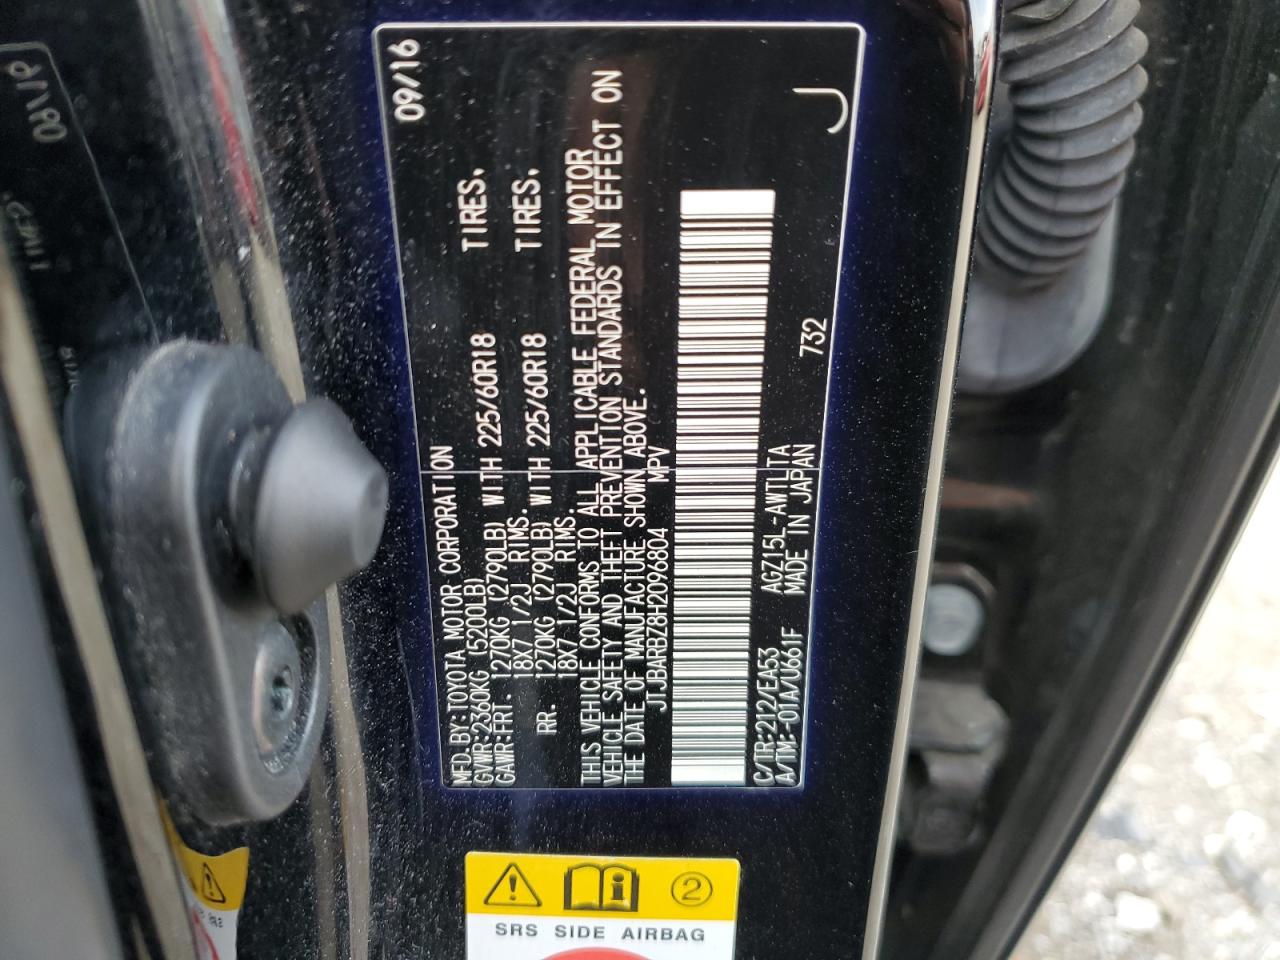 MFD. BY: TOYOTA MOTOR CORPORATION 09/16
GVWR: 2360KG (5200LB)
GAWR: FRT. 1270KG (2790LB) WITH 225/60R18 TIRES.
18X7 1/2J RIMS.
RR. 1270KG (2790LB) WITH 225/60R18 TIRES.
18X7 1/2J RIMS.
THIS VEHICLE CONFORMS TO ALL APPLICABLE FEDERAL MOTOR
VEHICLE SAFETY AND THEFT PREVENTION STANDARDS IN EFFECT ON
THE DATE OF MANUFACTURE SHOWN ABOVE.
JTJBARBZ8H2096804 MPV
C/TR:212/EA53 AGZ15L-AWTLTA 732
A/TM:-01A/U661F MADE IN JAPAN J
2
SRS SIDE AIRBAG